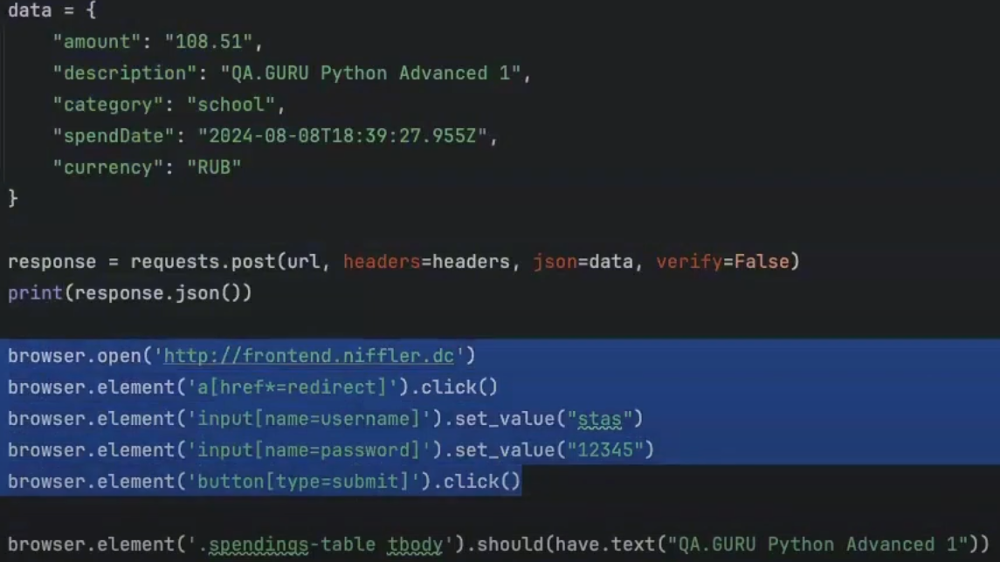 data = {
    "amount": "108.51",
    "description": "QA.GURU Python Advanced 1",
    "category": "school",
    "spendDate": "2024-08-08T18:39:27.955Z",
    "currency": "RUB"
}
response = requests.post(url, headers=headers, json=data, verify=False)
print(response.json())
browser.open('http://frontend.niffler.dc')
browser.element('a[href*=redirect]').click()
browser.element('input[name=username]').set_value("stas")
browser.element('input[name=password]').set_value("12345")
browser.element('button[type=submit]').click()
browser.element('.spendings-table tbody').should(have.text("QA.GURU Python Advanced 1"))